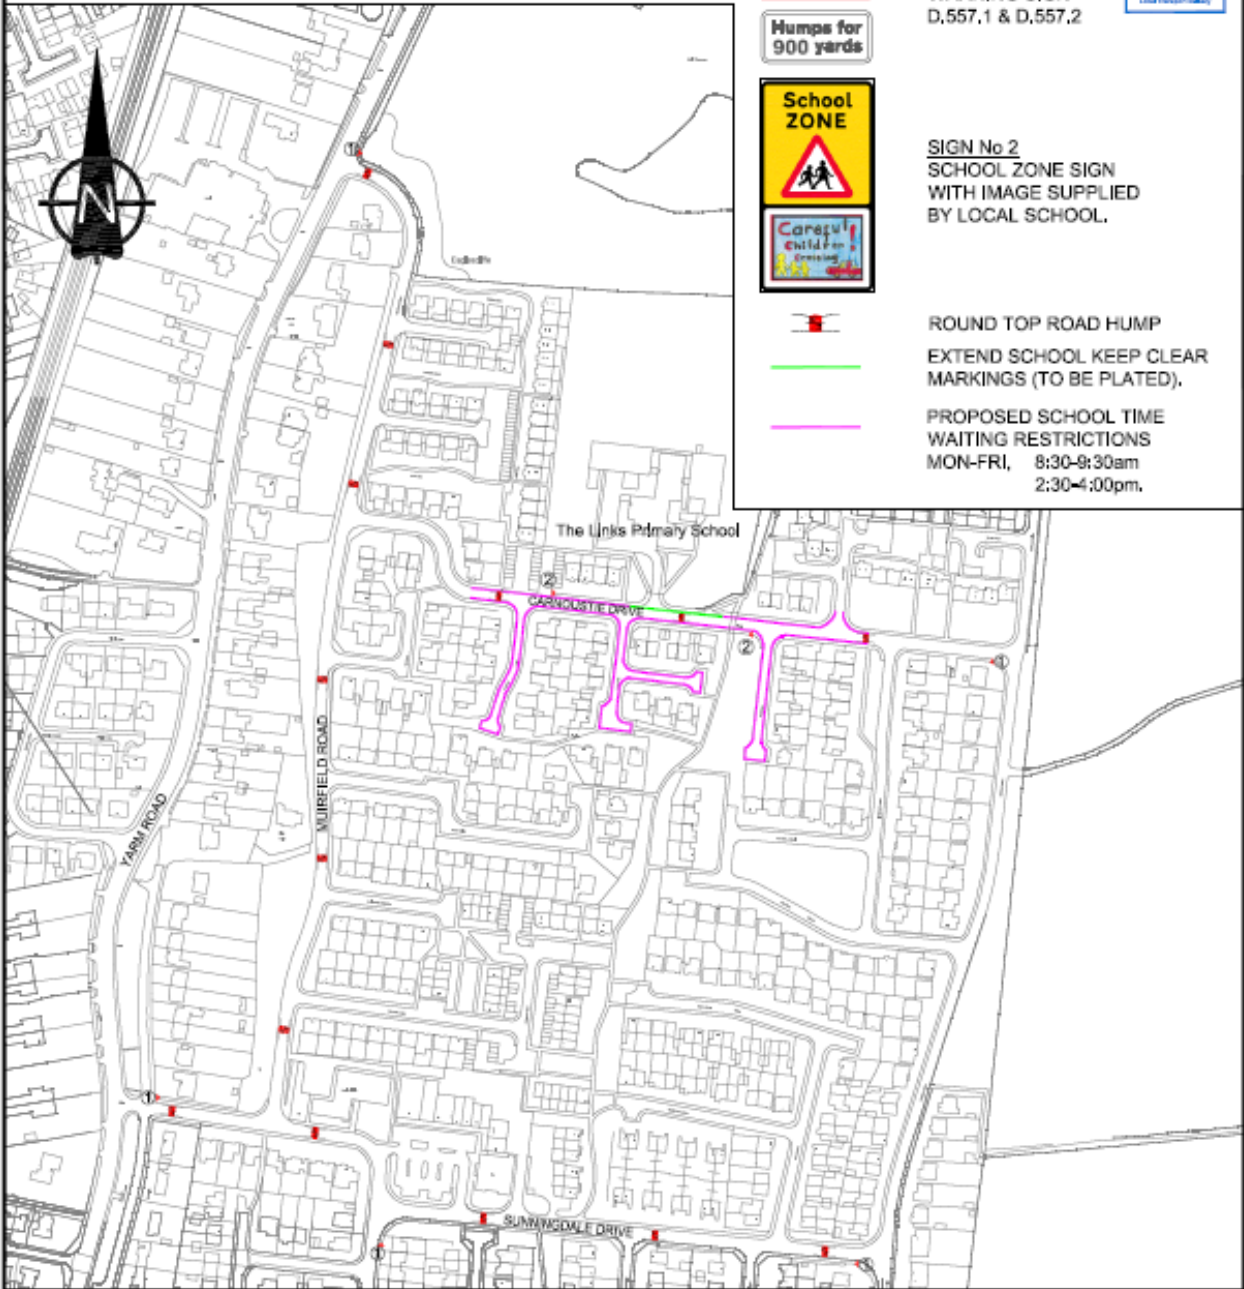 D.557.1 & D.557.2
Humps for
900 yards
School
ZONE
Careful!
Children
Crossing
SIGN No 2
SCHOOL ZONE SIGN
WITH IMAGE SUPPLIED
BY LOCAL SCHOOL.
ROUND TOP ROAD HUMP
EXTEND SCHOOL KEEP CLEAR
MARKINGS (TO BE PLATED).
PROPOSED SCHOOL TIME
WAITING RESTRICTIONS
MON-FRI, 8:30-9:30am
2:30-4:00pm.
N
1
The Links Primary School
2
CARNOUSTIE DRIVE
2
1
MUIRFIELD ROAD
YARM ROAD
1
SUNNINGDALE DRIVE
1